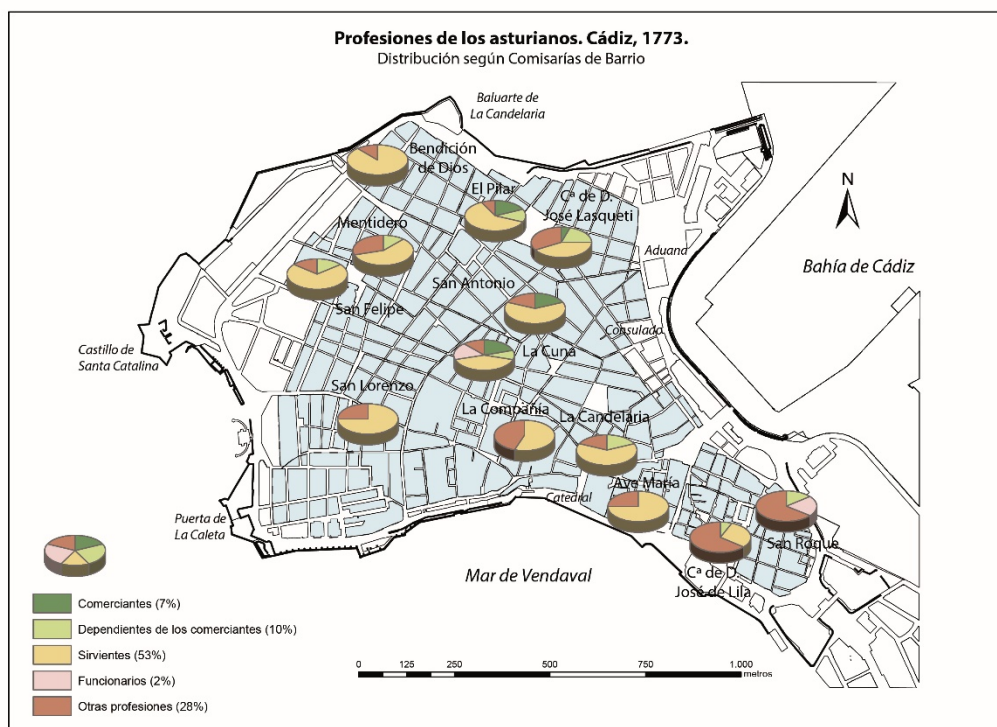 Profesiones de los asturianos. Cádiz, 1773.
Distribución según Comisarías de Barrio
Baluarte de
La Candelaria
Bendición
de Dios
El Pilar
Cª de D.
José Lasqueti
N
Mentidero
Aduana
Bahía de Cádiz
San Antonio
San Felipe
Consulado
Castillo de
Santa Catalina
La Cuna
San Lorenzo
La Compañía
La Candelaria
Ave María
Catedral
Puerta de
La Caleta
San Roque
Mar de Vendaval
Cª de D.
José de Lila
Comerciantes (7%)
Dependientes de los comerciantes (10%)
Sirvientes (53%)
Funcionarios (2%)
Otras profesiones (28%)
0 125 250 500 750 1.000
metros